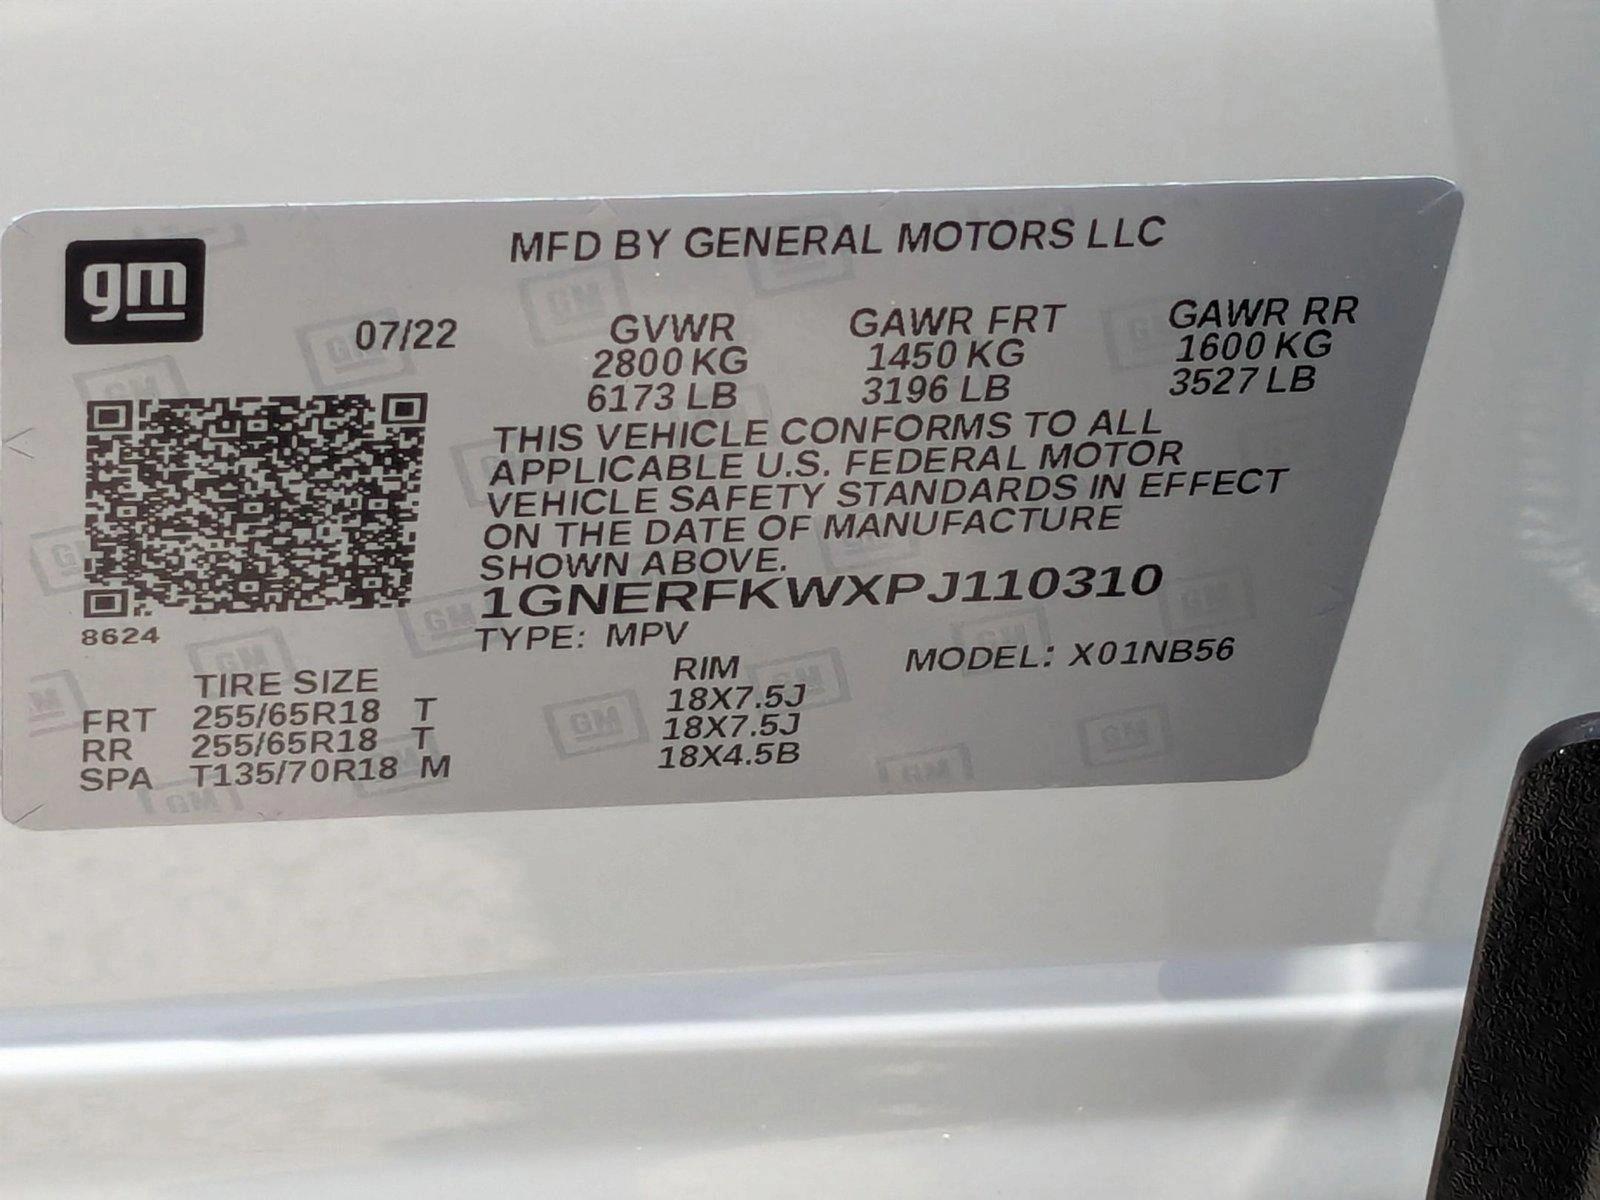 gm
MFD BY GENERAL MOTORS LLC
07/22 GVWR GAWR FRT GAWR RR
2800 KG 1450 KG 1600 KG
6173 LB 3196 LB 3527 LB
THIS VEHICLE CONFORMS TO ALL
APPLICABLE U.S. FEDERAL MOTOR
VEHICLE SAFETY STANDARDS IN EFFECT
ON THE DATE OF MANUFACTURE
SHOWN ABOVE.
1GNERFKWXPJ110310
8624
TYPE: MPV MODEL: X01NB56
TIRE SIZE RIM
FRT 255/65R18 T 18X7.5J
RR 255/65R18 T 18X7.5J
SPA T135/70R18 M 18X4.5B